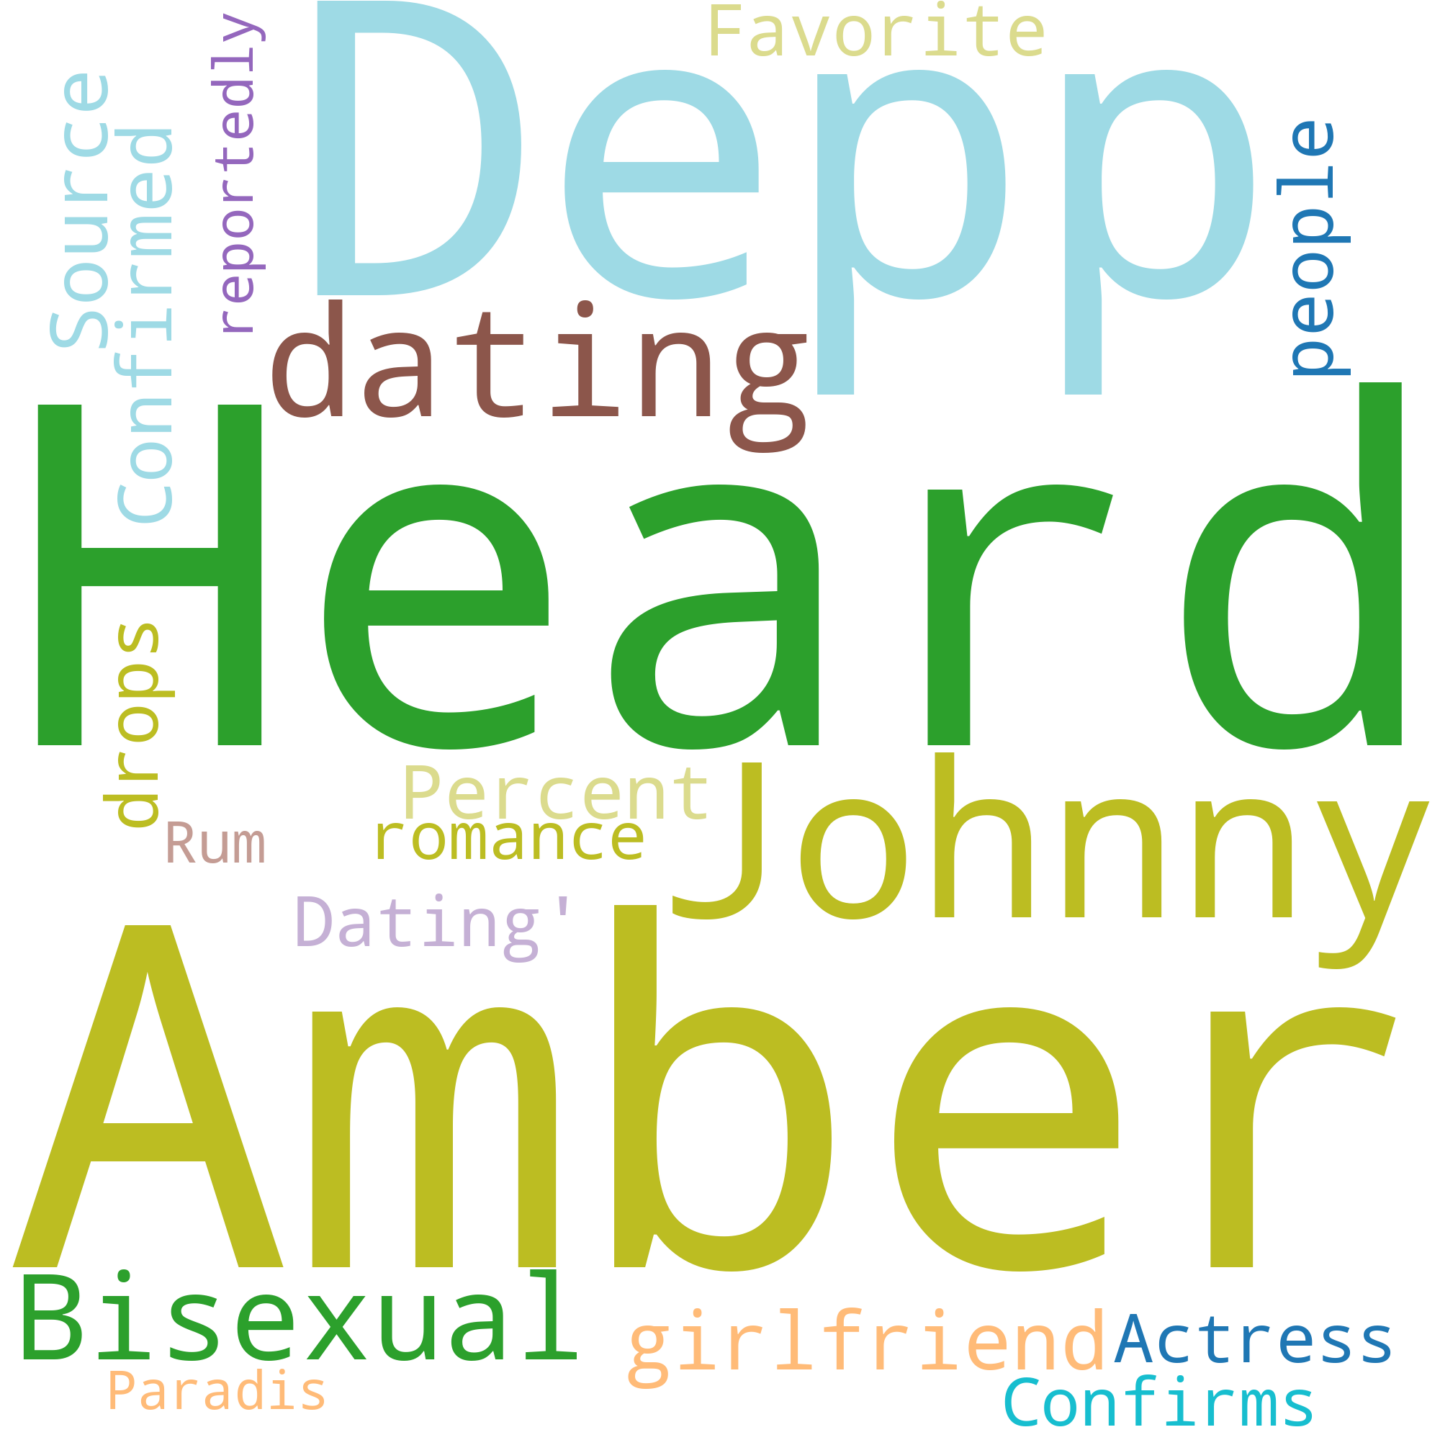 Favorite
Depp
Source
Confirmed
reportedly
people
dating
Heard
drops
Percent
Johnny
Rum
romance
Dating'
Amber
Bisexual
girlfriend
Actress
Paradis
Confirms